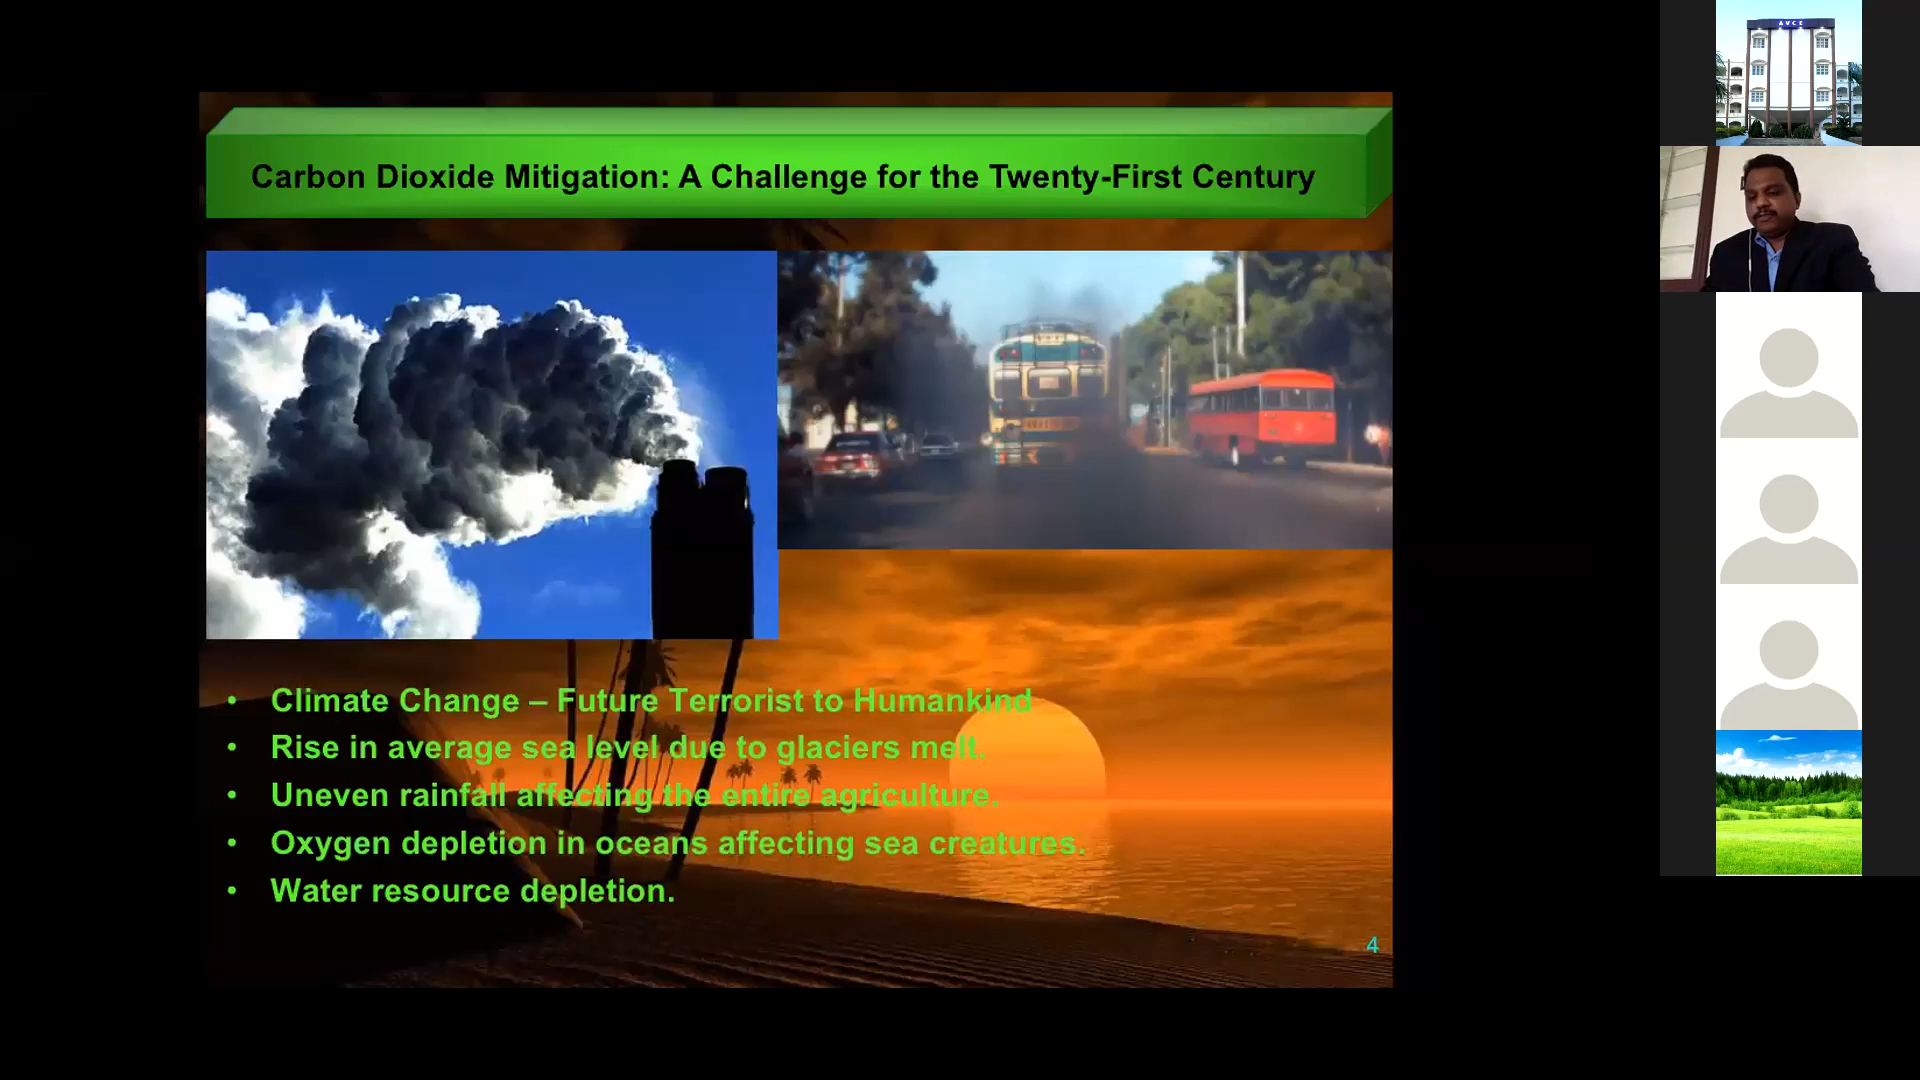 AVCE
Carbon Dioxide Mitigation: A Challenge for the Twenty-First Century
• Climate Change – Future Terrorist to Humankind
• Rise in average sea level due to glaciers melt.
• Uneven rainfall affecting the entire agriculture.
• Oxygen depletion in oceans affecting sea creatures.
• Water resource depletion.
4